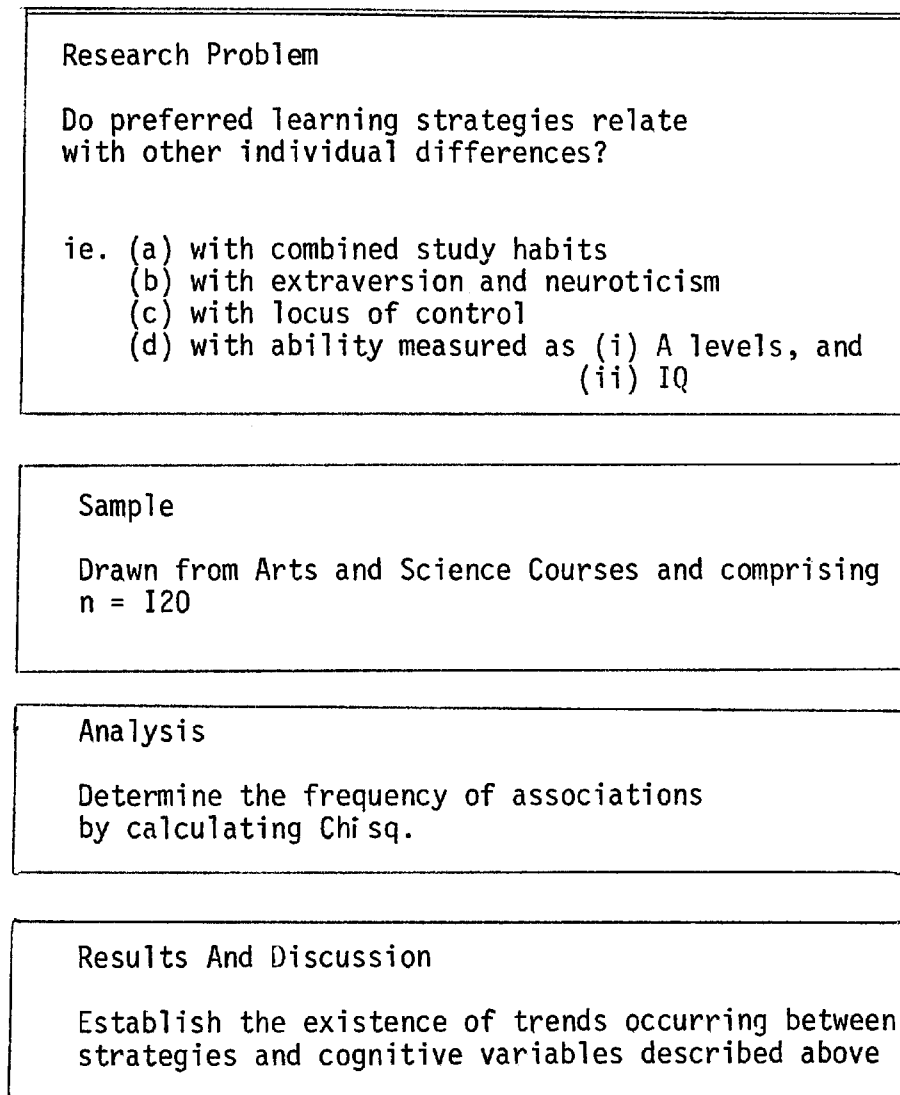 Research Problem
Do preferred learning strategies relate
with other individual differences?
ie. (a) with combined study habits
(b) with extraversion and neuroticism
(c) with locus of control
(d) with ability measured as (i) A levels, and
(ii) IQ
Sample
Drawn from Arts and Science Courses and comprising
n = I20
Analysis
Determine the frequency of associations
by calculating Chi sq.
Results And Discussion
Establish the existence of trends occurring between
strategies and cognitive variables described above